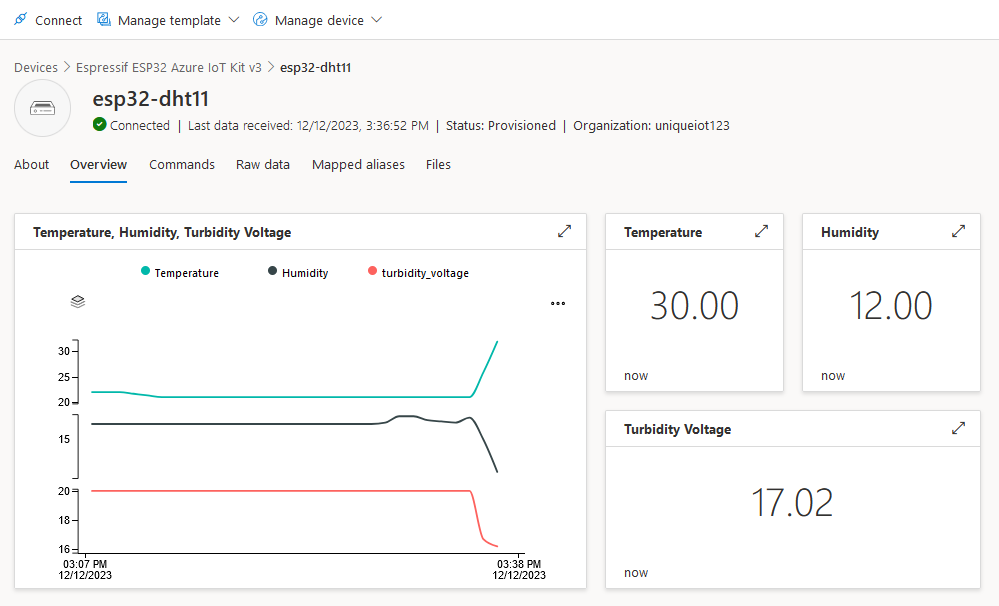 Connect Manage template Manage device
Devices > Espressif ESP32 Azure IoT Kit v3 > esp32-dht11
esp32-dht11
Connected | Last data received: 12/12/2023, 3:36:52 PM | Status: Provisioned | Organization: uniqueiot123
About Overview Commands Raw data Mapped aliases Files
Temperature, Humidity, Turbidity Voltage
Temperature Humidity turbidity_voltage
30
25
20
15
20
18
16
03:07 PM 03:38 PM
12/12/2023 12/12/2023
Temperature
30.00
now
Humidity
12.00
now
Turbidity Voltage
17.02
now